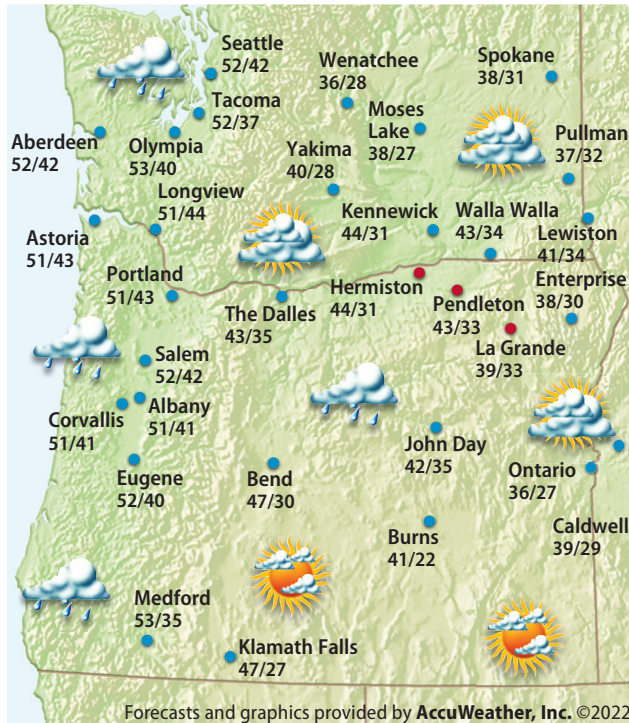 Seattle
52/42
Wenatchee
36/28
Spokane
38/31
Tacoma
52/37
Moses
Lake
38/27
Aberdeen
52/42
Olympia
53/40
Pullman
37/32
Yakima
40/28
Longview
51/44
Kennewick
44/31
Walla Walla
43/34
Lewiston
41/34
Astoria
51/43
Portland
51/43
The Dalles
43/35
Hermiston
44/31
Pendleton
43/33
Enterprise
38/30
La Grande
39/33
Salem
52/42
Corvallis
51/41
Albany
51/41
John Day
42/35
Eugene
52/40
Bend
47/30
Ontario
36/27
Burns
41/22
Caldwell
39/29
Medford
53/35
Klamath Falls
47/27
Forecasts and graphics provided by AccuWeather, Inc. ©2022